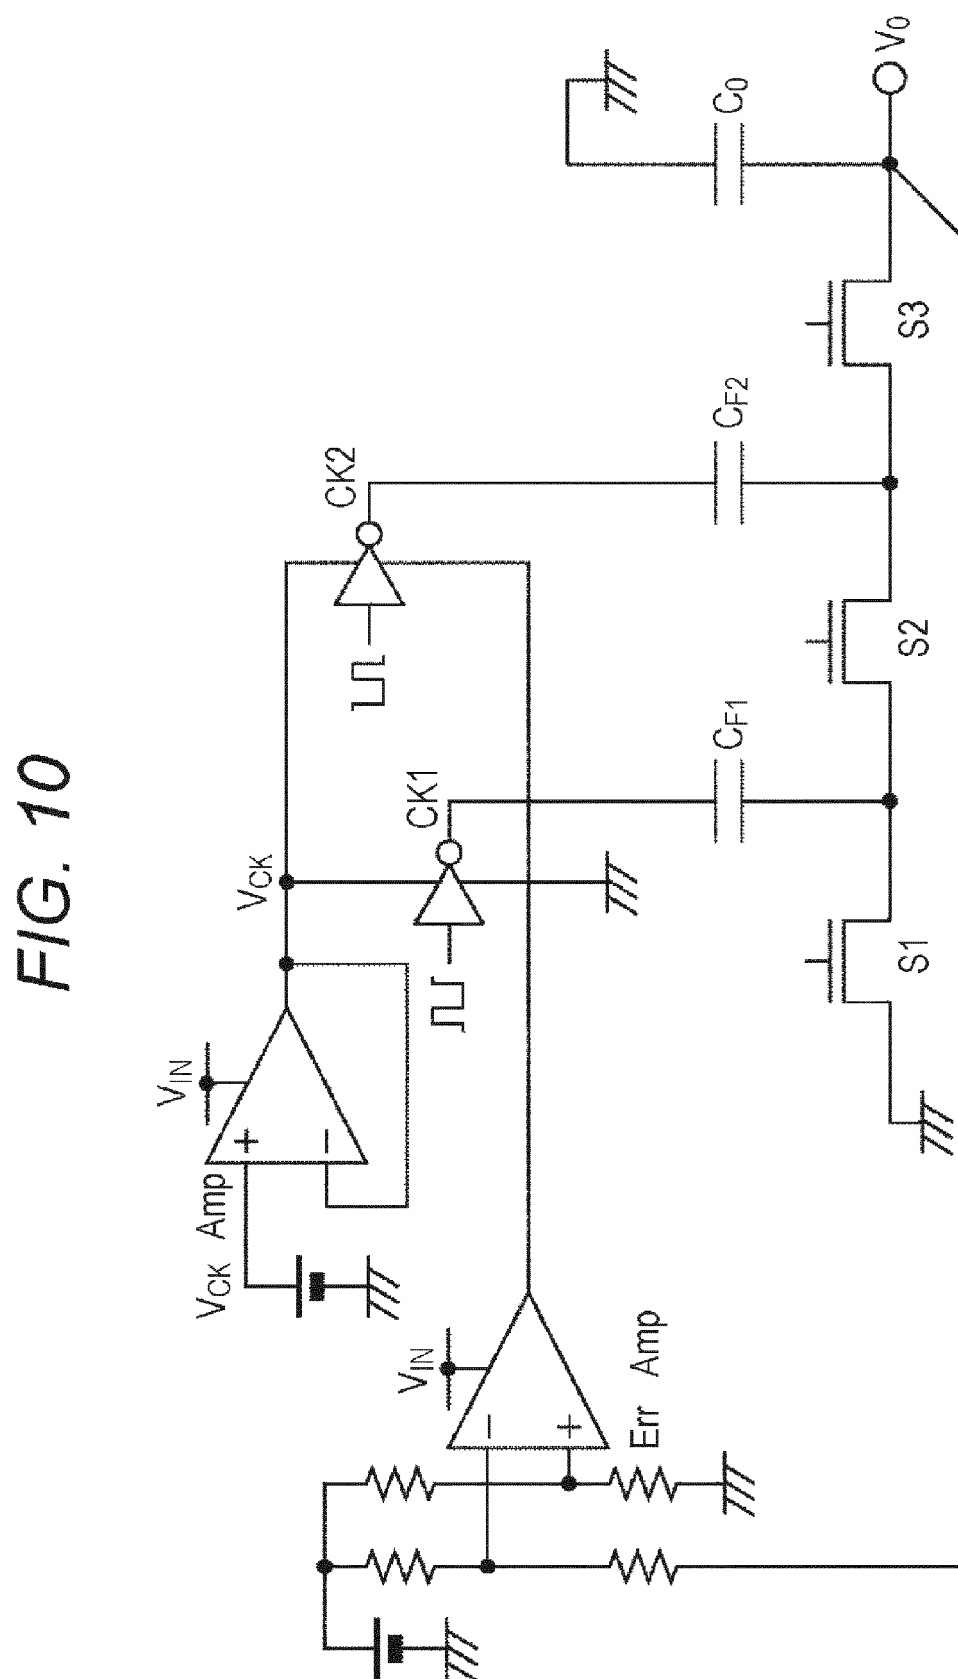 FIG. 10
VIN
VCK Amp
VCK
CK2
CK1
VIN
Err Amp
CF1
CF2
C0
S1
S2
S3
V0
+
−
−
+